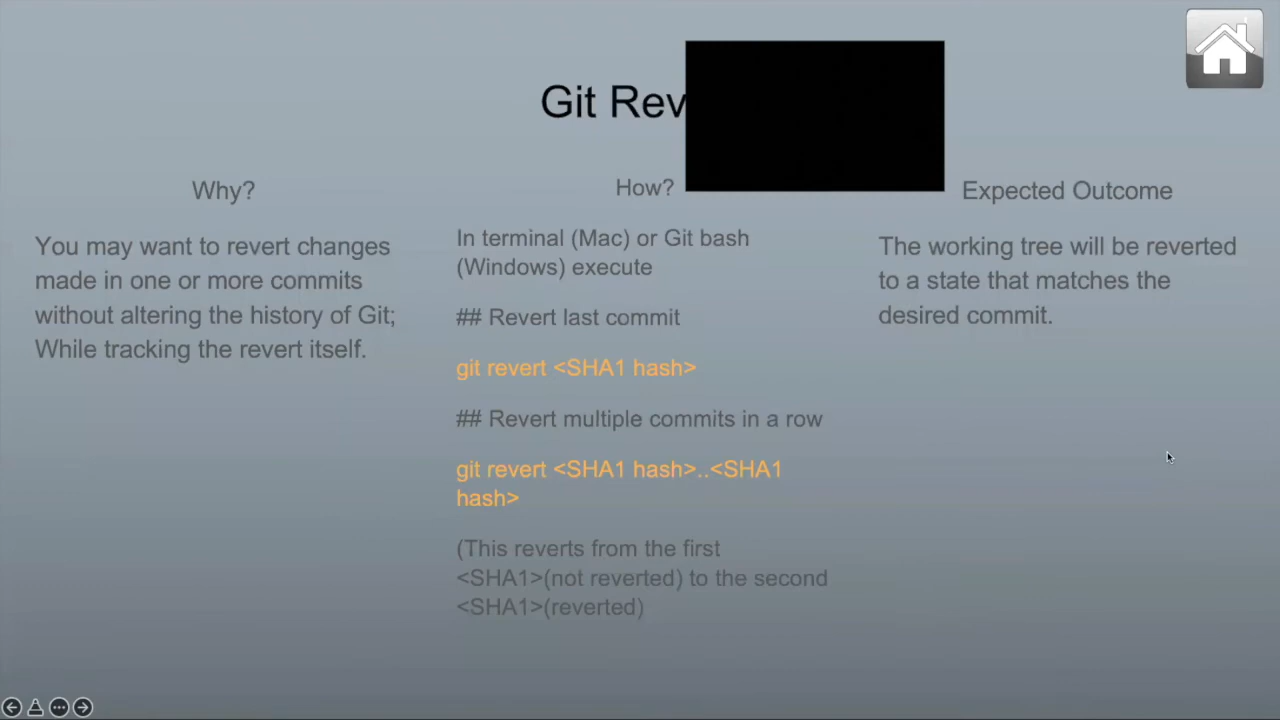 Git Rev
Why?
You may want to revert changes
made in one or more commits
without altering the history of Git;
While tracking the revert itself.
How?
In terminal (Mac) or Git bash
(Windows) execute
## Revert last commit
git revert <SHA1 hash>
## Revert multiple commits in a row
git revert <SHA1 hash>..<SHA1
hash>
(This reverts from the first
<SHA1>(not reverted) to the second
<SHA1>(reverted)
Expected Outcome
The working tree will be reverted
to a state that matches the
desired commit.